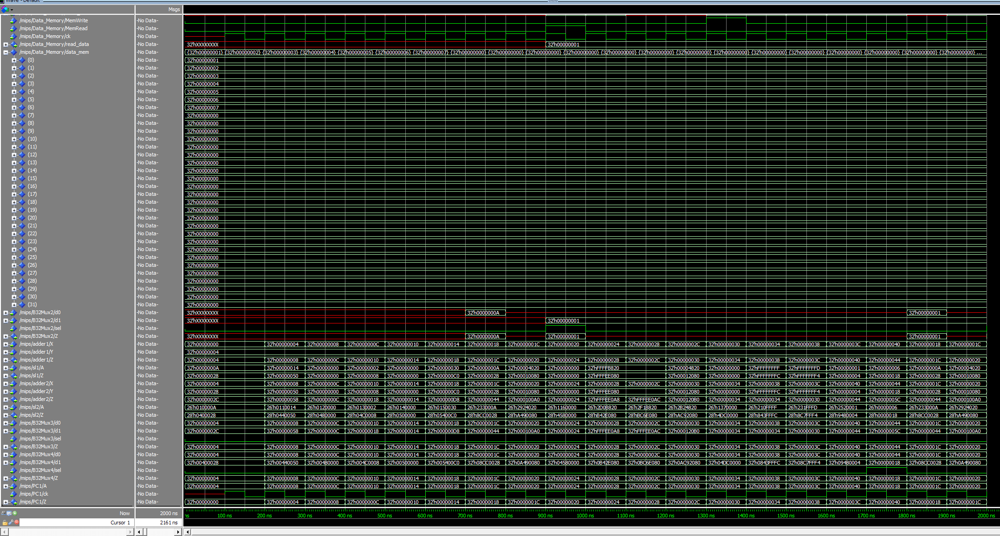 Wave - Default
Msgs
/mips/Data_Memory/MemWrite -No Data-
/mips/Data_Memory/MemRead -No Data-
/mips/Data_Memory/ck -No Data-
/mips/Data_Memory/read_data -No Data- 32'hXXXXXXXX 32'h00000001
/mips/Data_Memory/data_mem -No Data- {32'h00000001} {32'h00000002} {32'h00000003} {32'h00000004} {32'h00000005} {32'h00000006} {32'h00000007} {32'h00000000} {32'h00000000} {32'h00000000} {32'h00000000} {32'h00000000} {32'h00000000} {32'h00000000} {32'h00000000} {32'h00000000} {32'h00000000} {32'h00000000} {32'h00000000} {32'h00000000} {32'h00000000} ...
(0) -No Data- 32'h00000001
(1) -No Data- 32'h00000002
(2) -No Data- 32'h00000003
(3) -No Data- 32'h00000004
(4) -No Data- 32'h00000005
(5) -No Data- 32'h00000006
(6) -No Data- 32'h00000007
(7) -No Data- 32'h00000000
(8) -No Data- 32'h00000000
(9) -No Data- 32'h00000000
(10) -No Data- 32'h00000000
(11) -No Data- 32'h00000000
(12) -No Data- 32'h00000000
(13) -No Data- 32'h00000000
(14) -No Data- 32'h00000000
(15) -No Data- 32'h00000000
(16) -No Data- 32'h00000000
(17) -No Data- 32'h00000000
(18) -No Data- 32'h00000000
(19) -No Data- 32'h00000000
(20) -No Data- 32'h00000000
(21) -No Data- 32'h00000000
(22) -No Data- 32'h00000000
(23) -No Data- 32'h00000000
(24) -No Data- 32'h00000000
(25) -No Data- 32'h00000000
(26) -No Data- 32'h00000000
(27) -No Data- 32'h00000000
(28) -No Data- 32'h00000000
(29) -No Data- 32'h00000000
(30) -No Data- 32'h00000000
(31) -No Data- 32'h00000000
/mips/B32Mux2/d0 -No Data- 32'hXXXXXXXX 32'h0000000A 32'h00000001
/mips/B32Mux2/d1 -No Data- 32'hXXXXXXXX 32'h00000001
/mips/B32Mux2/sel -No Data-
/mips/B32Mux2/Z -No Data- 32'hXXXXXXXX 32'h0000000A 32'h00000001 32'h00000001
/mips/adder1/X -No Data- 32'h00000000 32'h00000004 32'h00000008 32'h0000000C 32'h00000010 32'h00000014 32'h00000018 32'h0000001C 32'h00000020 32'h00000024 32'h00000028 32'h0000002C 32'h00000030 32'h00000034 32'h00000038 32'h0000003C 32'h00000040 32'h00000018 32'h0000001C
/mips/adder1/Y -No Data- 32'h00000004
/mips/adder1/Z -No Data- 32'h00000004 32'h00000008 32'h0000000C 32'h00000010 32'h00000014 32'h00000018 32'h0000001C 32'h00000020 32'h00000024 32'h00000028 32'h0000002C 32'h00000030 32'h00000034 32'h00000038 32'h0000003C 32'h00000040 32'h00000044 32'h0000001C 32'h00000020
/mips/sl1/A -No Data- 32'h0000000A 32'h00000014 32'h00000000 32'h00000002 32'h00000000 32'h00000030 32'h0000000A 32'h00004020 32'h00000000 32'hFFFFB820 32'h00004820 32'h00000000 32'hFFFFFFFF 32'hFFFFFFFD 32'h00000001 32'h00000006 32'h0000000A 32'h00004020
/mips/sl1/Z -No Data- 32'h00000028 32'h00000050 32'h00000000 32'h00000008 32'h00000000 32'h000000C0 32'h00000028 32'h00010080 32'h00000000 32'hFFFEE080 32'h00012080 32'h00000000 32'hFFFFFFFC 32'hFFFFFFF4 32'h00000004 32'h00000018 32'h00000028 32'h00010080
/mips/adder2/X -No Data- 32'h00000004 32'h00000008 32'h0000000C 32'h00000010 32'h00000014 32'h00000018 32'h0000001C 32'h00000020 32'h00000024 32'h00000028 32'h0000002C 32'h00000030 32'h00000034 32'h00000038 32'h0000003C 32'h00000040 32'h00000044 32'h0000001C 32'h00000020
/mips/adder2/Y -No Data- 32'h00000028 32'h00000050 32'h00000000 32'h00000008 32'h00000000 32'h000000C0 32'h00000028 32'h00010080 32'h00000000 32'hFFFEE080 32'h00012080 32'h00000000 32'hFFFFFFFC 32'hFFFFFFF4 32'h00000004 32'h00000018 32'h00000028 32'h00010080
/mips/adder2/Z -No Data- 32'h0000002C 32'h00000058 32'h0000000C 32'h00000018 32'h00000014 32'h000000D8 32'h00000044 32'h000100A0 32'h00000024 32'hFFFEE0A8 32'hFFFEE0AC 32'h000120B0 32'h00000034 32'h00000034 32'h00000030 32'h00000044 32'h0000005C 32'h00000044 32'h000100A0
/mips/sl2/A -No Data- 26'h010000A 26'h0110014 26'h0120000 26'h0130002 26'h0140000 26'h0150030 26'h233000A 26'h2924020 26'h1160000 26'h2D0B820 26'h2F1B820 26'h2B24820 26'h1370000 26'h210FFFF 26'h231FFFD 26'h2520001 26'h0000006 26'h233000A 26'h2924020
/mips/sl2/Z -No Data- 28'h0400028 28'h0440050 28'h0480000 28'h04C0008 28'h0500000 28'h05400C0 28'h8CC0028 28'hA490080 28'h4580000 28'hB42E080 28'hBC6E080 28'hAC92080 28'h4DC0000 28'h843FFFC 28'h8C7FFF4 28'h9480004 28'h0000018 28'h8CC0028 28'hA490080
/mips/B32Mux3/d0 -No Data- 32'h00000004 32'h00000008 32'h0000000C 32'h00000010 32'h00000014 32'h00000018 32'h0000001C 32'h00000020 32'h00000024 32'h00000028 32'h0000002C 32'h00000030 32'h00000034 32'h00000038 32'h0000003C 32'h00000040 32'h00000044 32'h0000001C 32'h00000020
/mips/B32Mux3/d1 -No Data- 32'h0000002C 32'h00000058 32'h0000000C 32'h00000018 32'h00000014 32'h000000D8 32'h00000044 32'h000100A0 32'h00000024 32'hFFFEE0A8 32'hFFFEE0AC 32'h000120B0 32'h00000034 32'h00000034 32'h00000030 32'h00000044 32'h0000005C 32'h00000044 32'h000100A0
/mips/B32Mux3/sel -No Data-
/mips/B32Mux3/Z -No Data- 32'h00000004 32'h00000008 32'h0000000C 32'h00000010 32'h00000014 32'h00000018 32'h0000001C 32'h00000020 32'h00000024 32'h00000028 32'h0000002C 32'h00000030 32'h00000034 32'h00000038 32'h0000003C 32'h00000040 32'h00000044 32'h0000001C 32'h00000020
/mips/B32Mux4/d0 -No Data- 32'h00000004 32'h00000008 32'h0000000C 32'h00000010 32'h00000014 32'h00000018 32'h0000001C 32'h00000020 32'h00000024 32'h00000028 32'h0000002C 32'h00000030 32'h00000034 32'h00000038 32'h0000003C 32'h00000040 32'h00000044 32'h0000001C 32'h00000020
/mips/B32Mux4/d1 -No Data- 32'h00400028 32'h00440050 32'h00480000 32'h004C0008 32'h00500000 32'h005400C0 32'h08CC0028 32'h0A490080 32'h04580000 32'h0B42E080 32'h0BC6E080 32'h0AC92080 32'h04DC0000 32'h0843FFFC 32'h08C7FFF4 32'h09480004 32'h00000018 32'h08CC0028 32'h0A490080
/mips/B32Mux4/sel -No Data-
/mips/B32Mux4/Z -No Data- 32'h00000004 32'h00000008 32'h0000000C 32'h00000010 32'h00000014 32'h00000018 32'h0000001C 32'h00000020 32'h00000024 32'h00000028 32'h0000002C 32'h00000030 32'h00000034 32'h00000038 32'h0000003C 32'h00000040 32'h00000018 32'h0000001C 32'h00000020
/mips/PC1/A -No Data- 32'h00000004 32'h00000008 32'h0000000C 32'h00000010 32'h00000014 32'h00000018 32'h0000001C 32'h00000020 32'h00000024 32'h00000028 32'h0000002C 32'h00000030 32'h00000034 32'h00000038 32'h0000003C 32'h00000040 32'h00000018 32'h0000001C 32'h00000020
/mips/PC1/ck -No Data-
/mips/PC1/Z -No Data- 32'h00000000 32'h00000004 32'h00000008 32'h0000000C 32'h00000010 32'h00000014 32'h00000018 32'h0000001C 32'h00000020 32'h00000024 32'h00000028 32'h0000002C 32'h00000030 32'h00000034 32'h00000038 32'h0000003C 32'h00000040 32'h00000018 32'h0000001C
Now 2000 ns ns 100 ns 200 ns 300 ns 400 ns 500 ns 600 ns 700 ns 800 ns 900 ns 1000 ns 1100 ns 1200 ns 1300 ns 1400 ns 1500 ns 1600 ns 1700 ns 1800 ns 1900 ns 2000 ns
Cursor 1 2161 ns